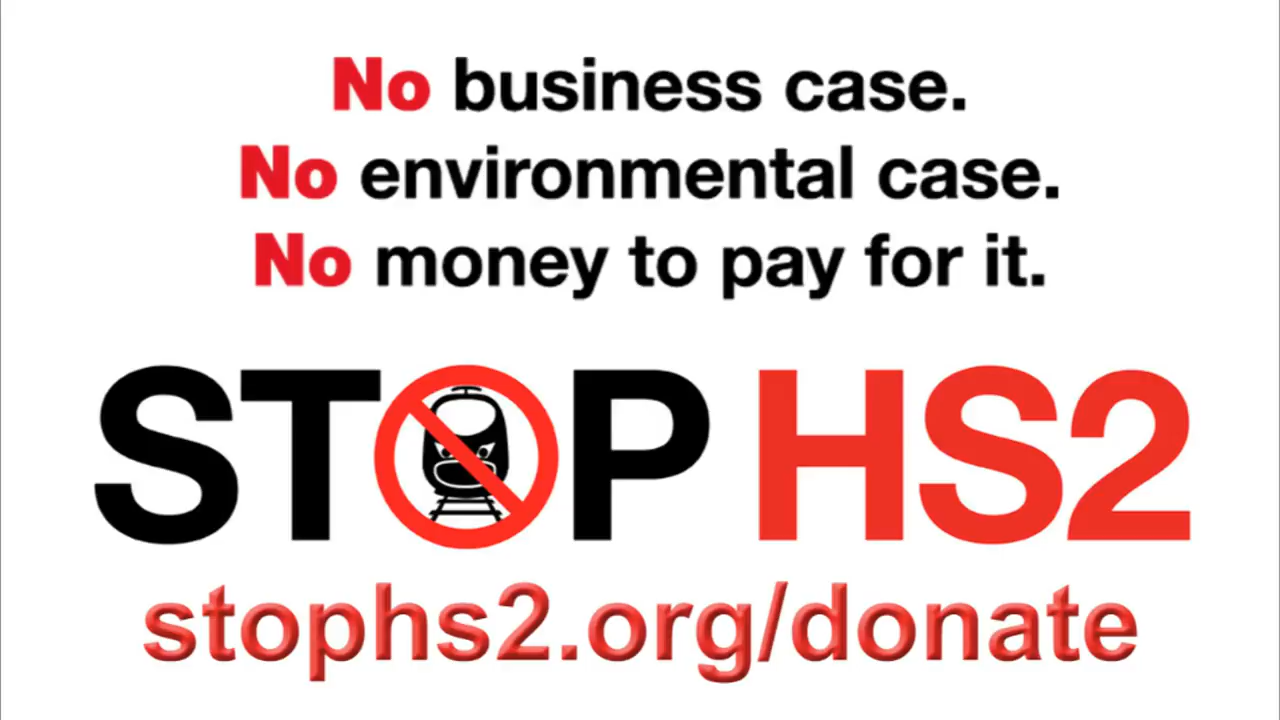 No business case.
No environmental case.
No money to pay for it.
STOP HS2
stophs2.org/donate